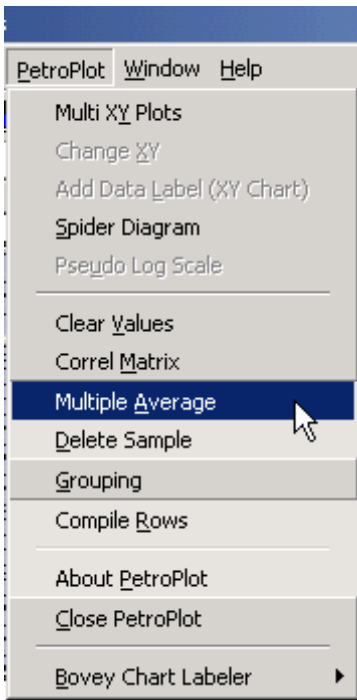 PetroPlot Window Help
Multi XY Plots
Change XY
Add Data Label (XY Chart)
Spider Diagram
Pseudo Log Scale
Clear Values
Correl Matrix
Multiple Average
Delete Sample
Grouping
Compile Rows
About PetroPlot
Close PetroPlot
Bovey Chart Labeler